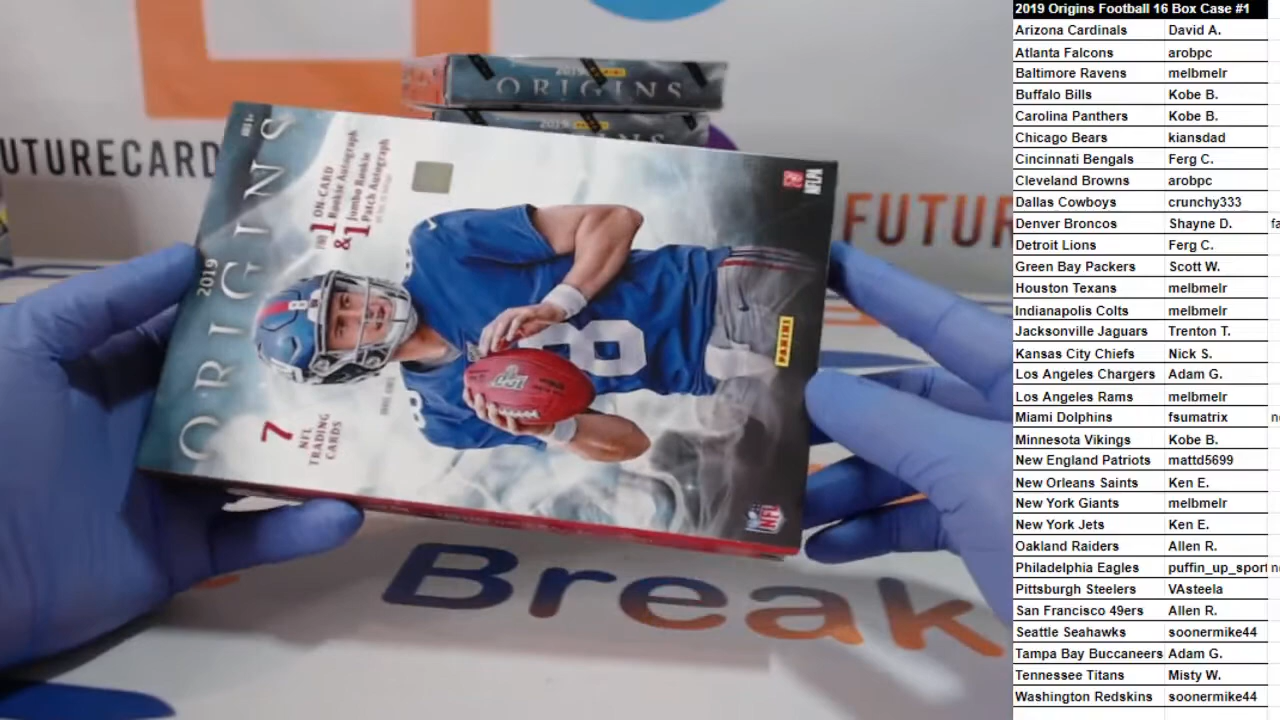 2019 Origins Football 16 Box Case #1
Arizona Cardinals David A.
Atlanta Falcons arobpc
Baltimore Ravens melbmelr
Buffalo Bills Kobe B.
Carolina Panthers Kobe B.
Chicago Bears kiansdad
Cincinnati Bengals Ferg C.
Cleveland Browns arobpc
Dallas Cowboys crunchy333
Denver Broncos Shayne D. fa
Detroit Lions Ferg C.
Green Bay Packers Scott W.
Houston Texans melbmelr
Indianapolis Colts melbmelr
Jacksonville Jaguars Trenton T.
Kansas City Chiefs Nick S.
Los Angeles Chargers Adam G.
Los Angeles Rams melbmelr
Miami Dolphins fsumatrix
Minnesota Vikings Kobe B.
New England Patriots mattd5699
New Orleans Saints Ken E.
New York Giants melbmelr
New York Jets Ken E.
Oakland Raiders Allen R.
Philadelphia Eagles puffin_up_sport
Pittsburgh Steelers VAsteela
San Francisco 49ers Allen R.
Seattle Seahawks soonermike44
Tampa Bay Buccaneers Adam G.
Tennessee Titans Misty W.
Washington Redskins soonermike44
2019
ORIGINS
ORIGINS
UTURECARD
FUTUR
2019
ORIGINS
1 ON-CARD
Rookie Autograph
& 1 Jumbo Rookie
Patch Autograph
7
NFL
TRADING
CARDS
8
8
8
PANINI
NFLPA
NFL
Break